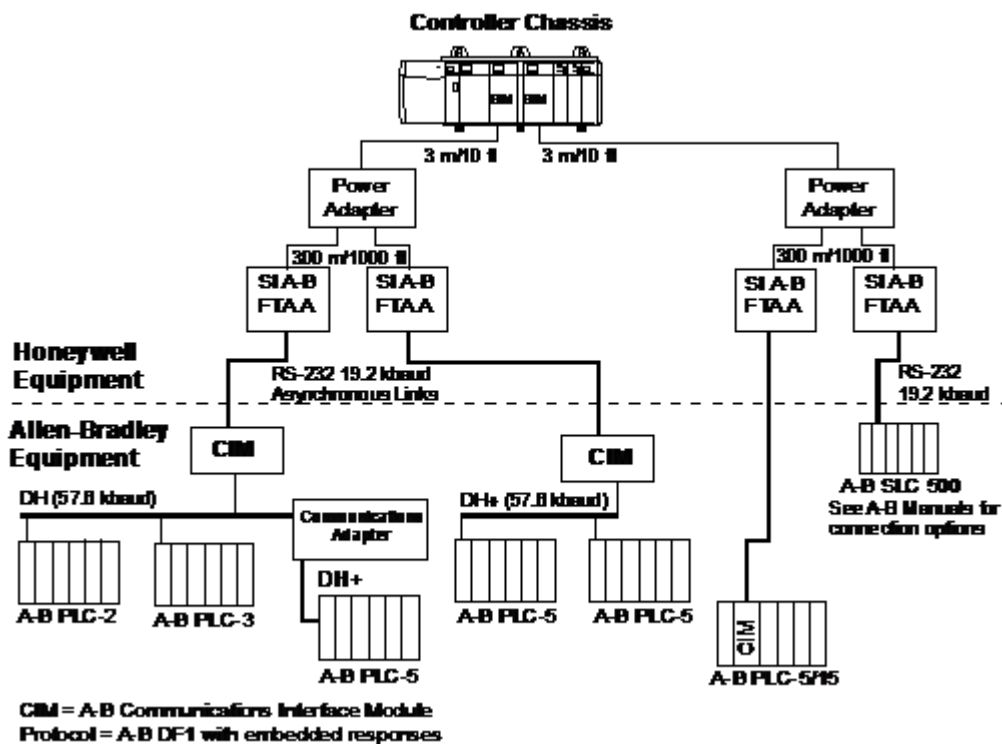 Controller Chassis
SIM SIM
3 m/10 ft
3 m/10 ft
Power
Adapter
Power
Adapter
300 m/1000 ft
300 m/1000 ft
SI A-B
FTAA
SI A-B
FTAA
SI A-B
FTAA
SI A-B
FTAA
Honeywell
Equipment
RS-232 19.2 kbaud
Asynchronous Links
RS-232
19.2 kbaud
Allen-Bradley
Equipment
CIM
CIM
A-B SLC 500
See A-B Manuals for
connection options
DH (57.6 kbaud)
DH+ (57.6 kbaud)
Communications
Adapter
DH+
A-B PLC-2
A-B PLC-3
A-B PLC-5
A-B PLC-5
A-B PLC-5
CIM
A-B PLC-5/15
CIM = A-B Communications Interface Module
Protocol = A-B DF1 with embedded responses